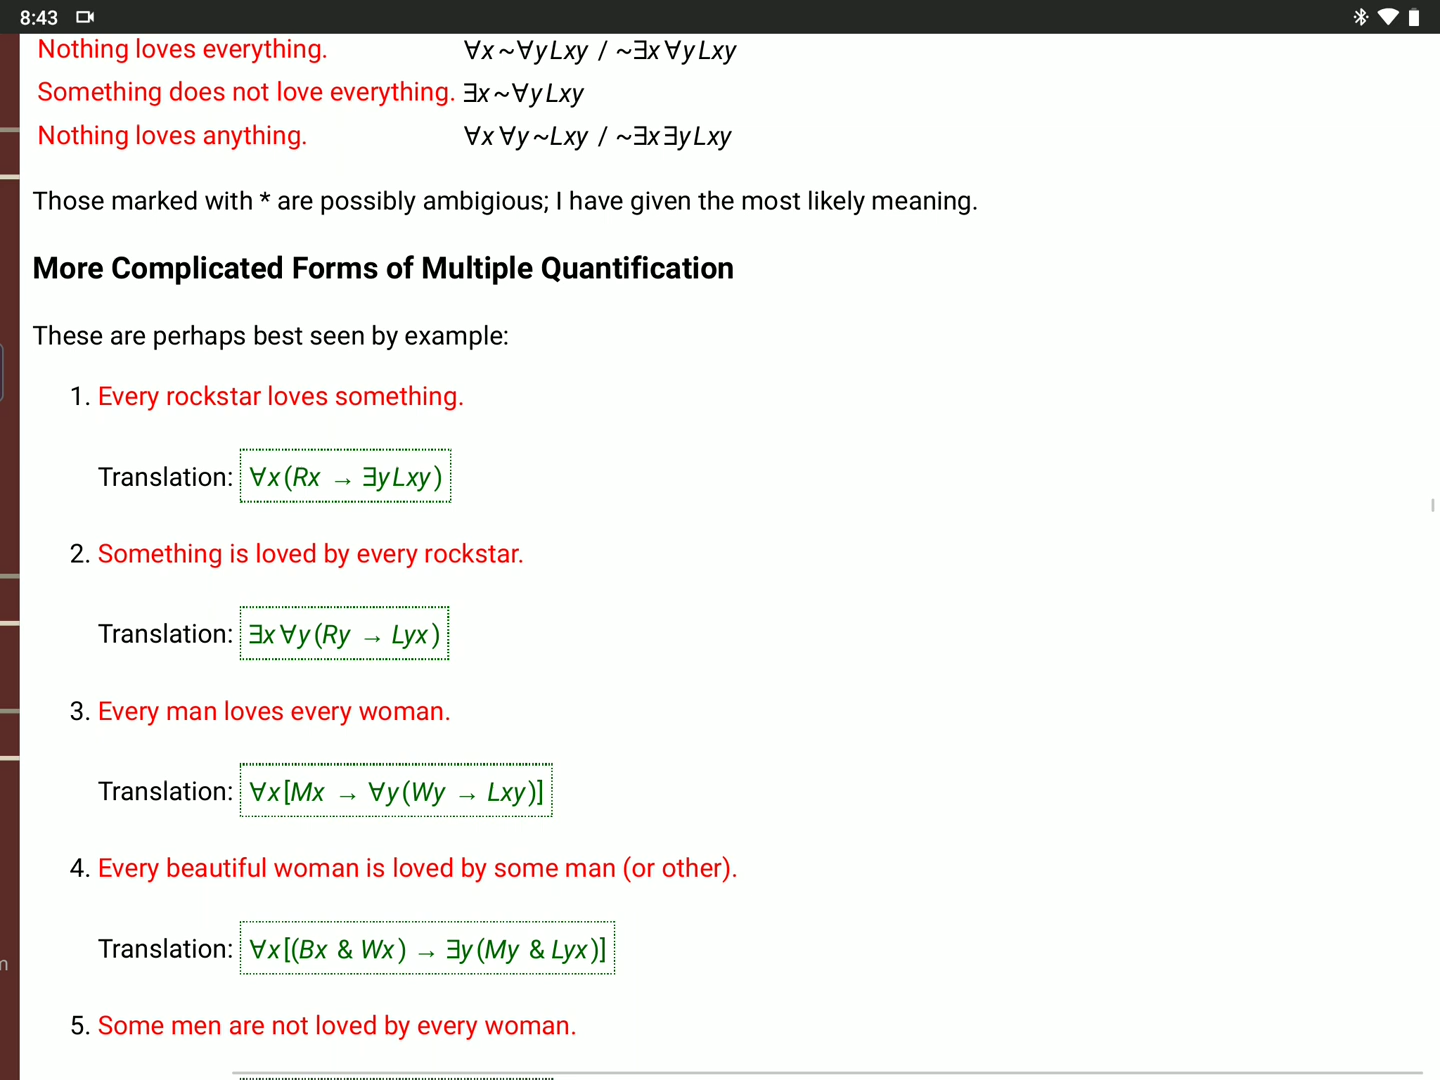 8:43
Nothing loves everything. ∀x~∀yLxy / ~∃x∀yLxy
Something does not love everything. ∃x~∀yLxy
Nothing loves anything. ∀x∀y~Lxy / ~∃x∃yLxy
Those marked with * are possibly ambigious; I have given the most likely meaning.
More Complicated Forms of Multiple Quantification
These are perhaps best seen by example:
1. Every rockstar loves something.
Translation: ∀x(Rx → ∃yLxy)
2. Something is loved by every rockstar.
Translation: ∃x∀y(Ry → Lyx)
3. Every man loves every woman.
Translation: ∀x[Mx → ∀y(Wy → Lxy)]
4. Every beautiful woman is loved by some man (or other).
Translation: ∀x[(Bx & Wx) → ∃y(My & Lyx)]
5. Some men are not loved by every woman.